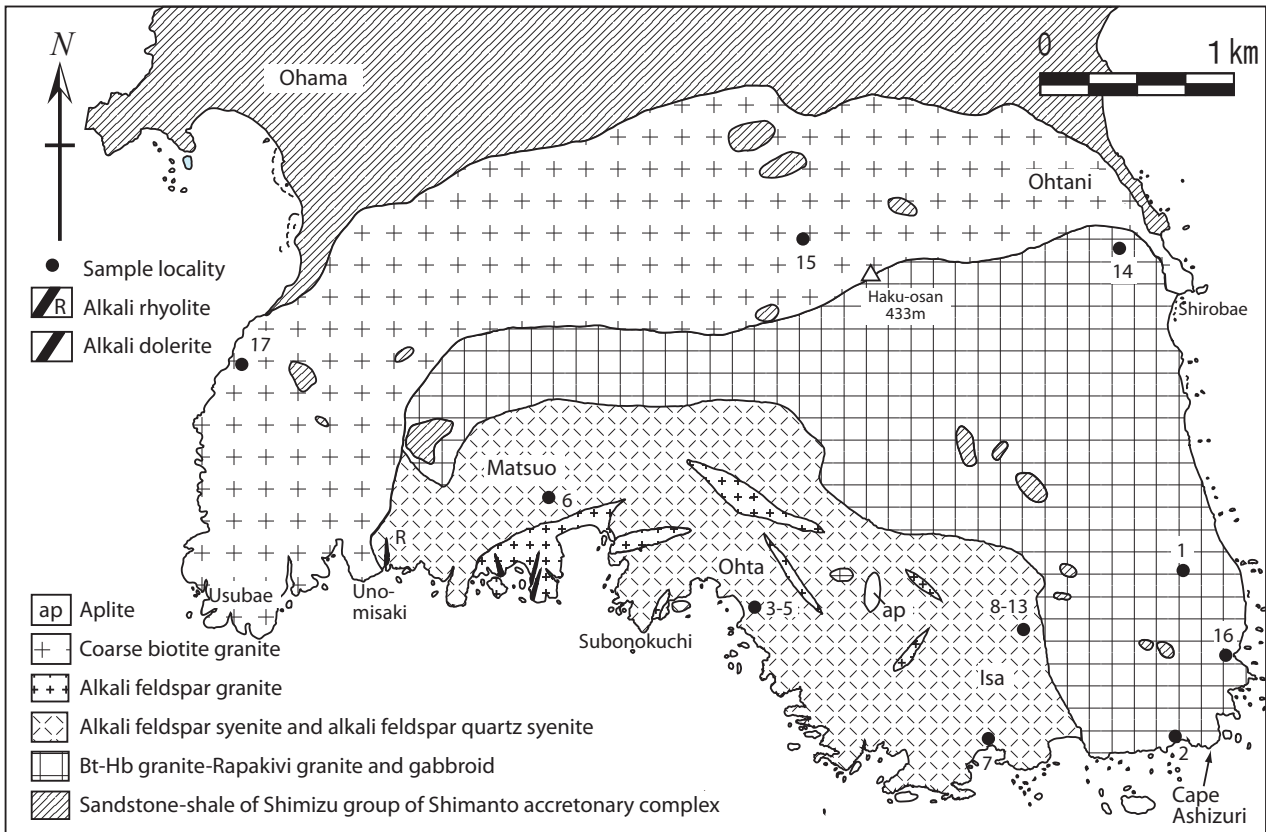 N
Ohama
0
1 km
Ohtani
Sample locality
R
Alkali rhyolite
Alkali dolerite
15
14
Haku-osan
433m
Shirobae
17
Matsuo
6
R
Ohta
3-5
ap
8-13
1
16
Usubae
Uno-
misaki
Subonokuchi
Isa
7
2
Cape
Ashizuri
ap
Aplite
Coarse biotite granite
Alkali feldspar granite
Alkali feldspar syenite and alkali feldspar quartz syenite
Bt-Hb granite-Rapakivi granite and gabbroid
Sandstone-shale of Shimizu group of Shimanto accretonary complex